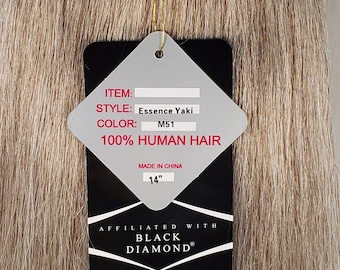 ITEM:
STYLE: Essence Yaki
COLOR: M51
100% HUMAN HAIR
MADE IN CHINA
14"
AFFILIATED WITH
BLACK
DIAMOND®